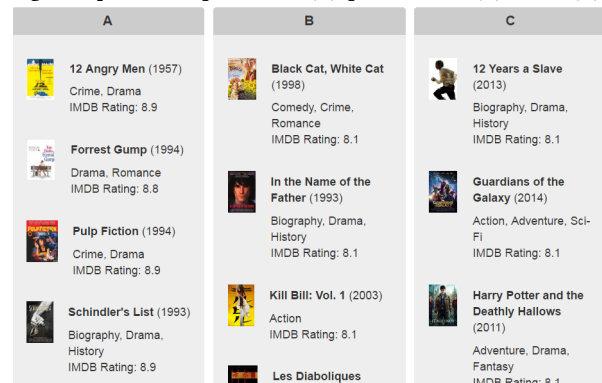 A
12 Angry Men (1957)
Crime, Drama
IMDB Rating: 8.9
Forrest Gump (1994)
Drama, Romance
IMDB Rating: 8.8
Pulp Fiction (1994)
Crime, Drama
IMDB Rating: 8.9
Schindler's List (1993)
Biography, Drama,
History
IMDB Rating: 8.9
B
Black Cat, White Cat
(1998)
Comedy, Crime,
Romance
IMDB Rating: 8.1
In the Name of the
Father (1993)
Biography, Drama,
History
IMDB Rating: 8.1
Kill Bill: Vol. 1 (2003)
Action
IMDB Rating: 8.1
Les Diaboliques
C
12 Years a Slave
(2013)
Biography, Drama,
History
IMDB Rating: 8.1
Guardians of the
Galaxy (2014)
Action, Adventure, Sci-
Fi
IMDB Rating: 8.1
Harry Potter and the
Deathly Hallows
(2011)
Adventure, Drama,
Fantasy
IMDB Rating: 8.1